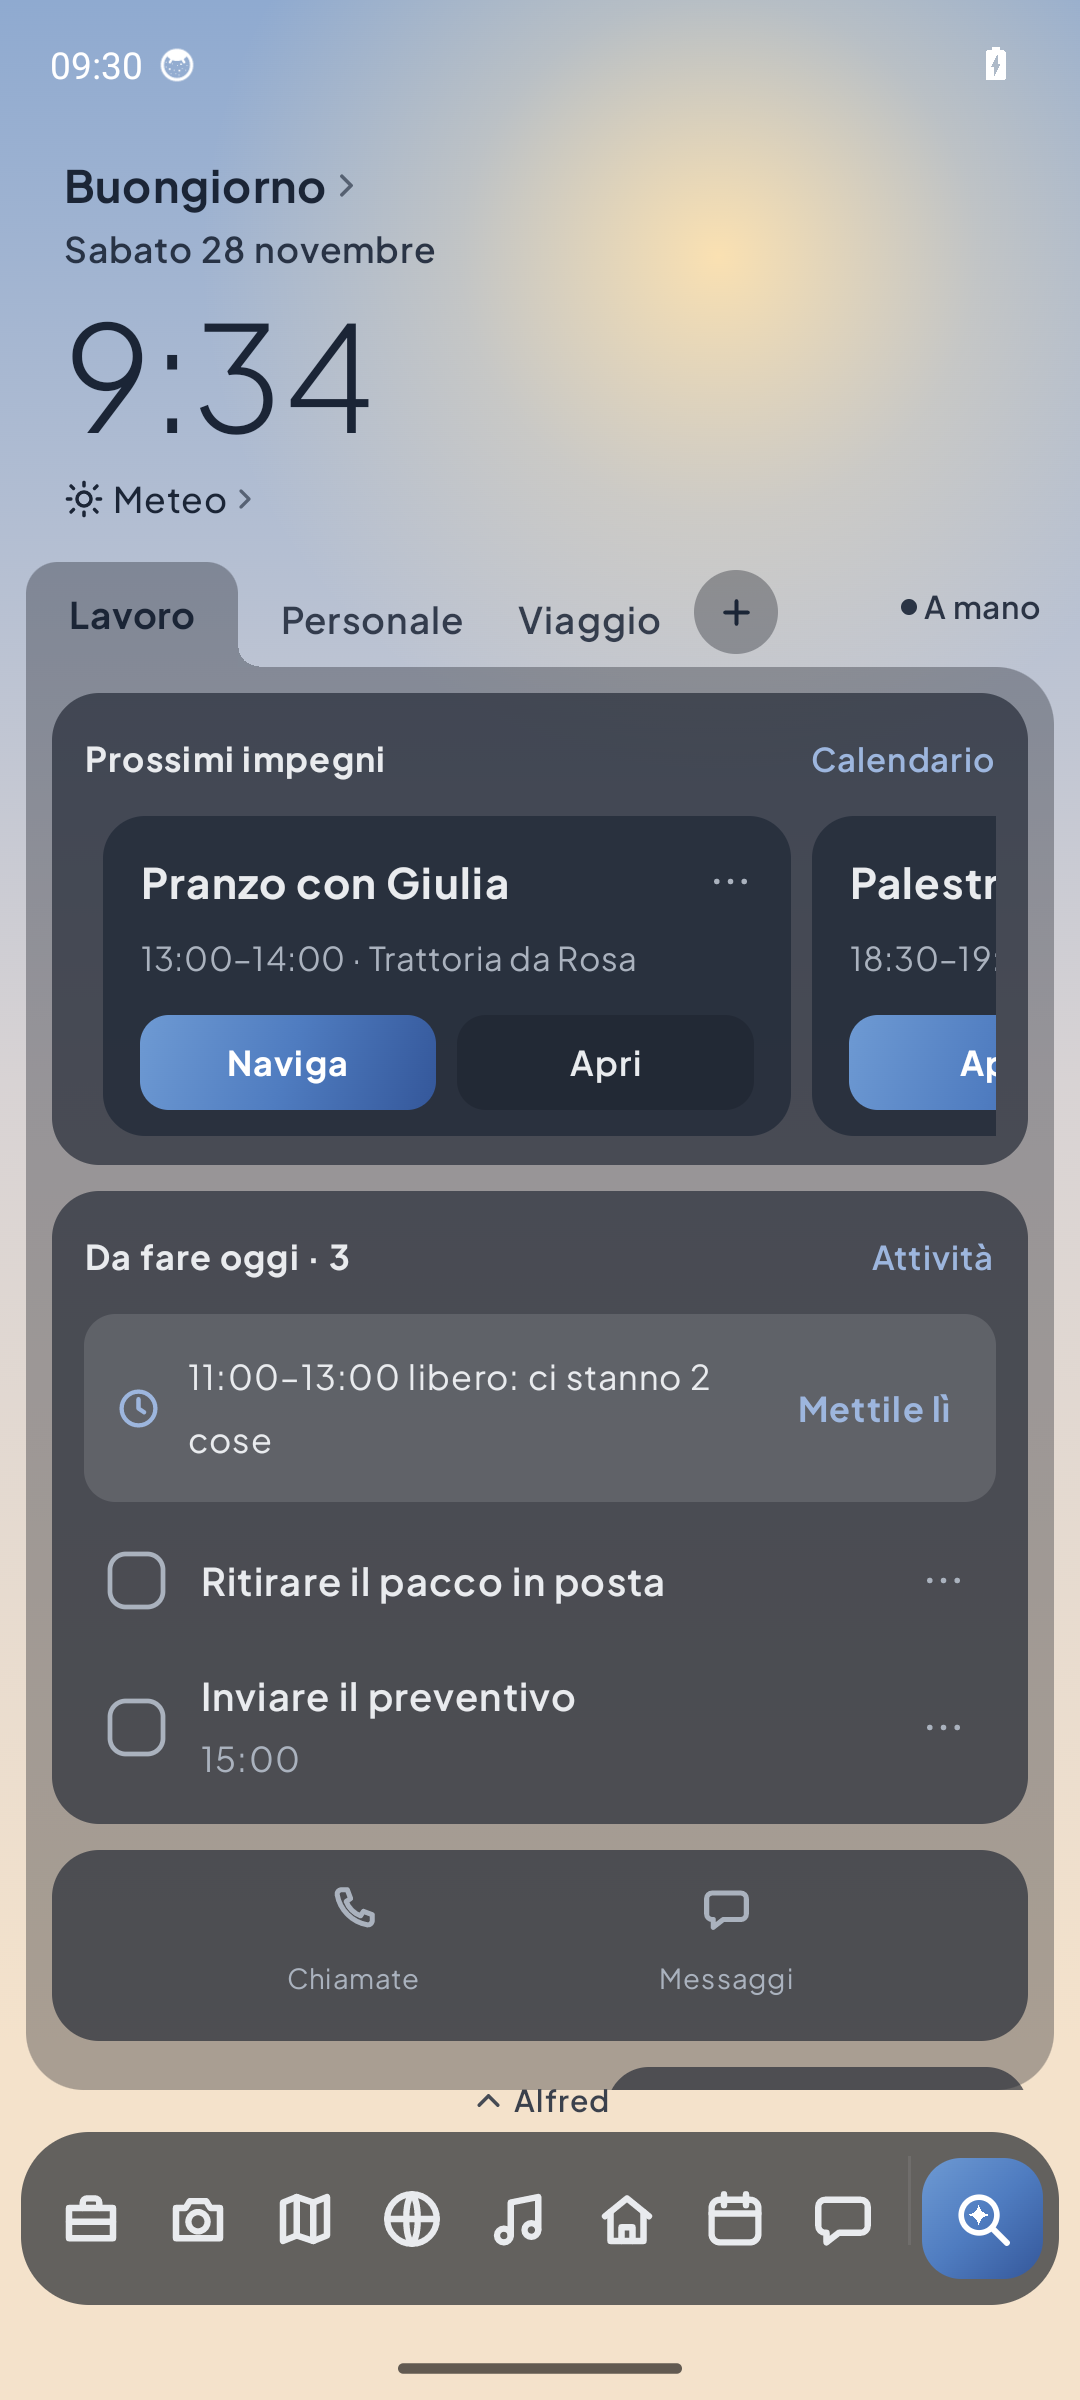 09:30
Buongiorno
Sabato 28 novembre
9:34
Meteo
Lavoro
Personale
Viaggio
+
A mano
Prossimi impegni
Calendario
Pranzo con Giulia
13:00–14:00 · Trattoria da Rosa
Naviga
Apri
18:30–19:
Da fare oggi · 3
Attività
11:00–13:00 libero: ci stanno 2
cose
Mettile lì
Ritirare il pacco in posta
Inviare il preventivo
15:00
Chiamate
Messaggi
Alfred